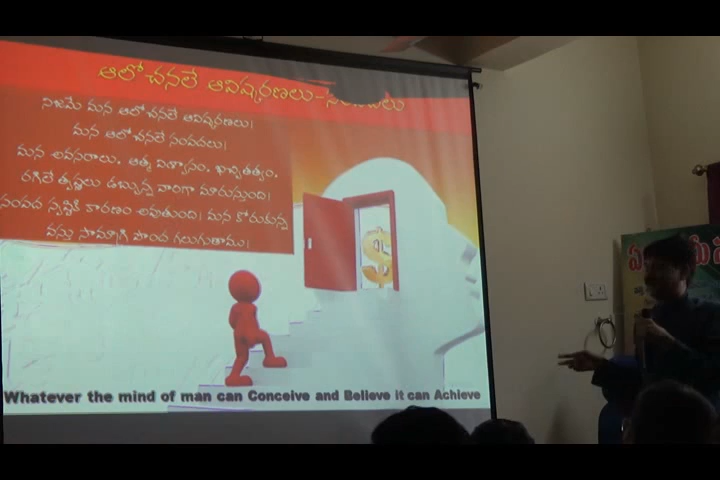 ఆలోచనలే ఆవిష్కరణలు-
నిజమే మన ఆలోచనలే ఆవిష్కరణలు।
మన ఆలోచనలే సంపదలు।
మన అవసరాలు, ఆత్మ విశ్వాసం, ఖచ్చితత్వం,
రగిలే తృష్ణలు డబ్బున్న వారిగా మారుస్తుంది।
సంపద సృష్టికి కారణం అవుతుంది। మన కోరుకున్న
వస్తు సామాగ్రి పొంద గలుగుతాము।
Whatever the mind of man can Conceive and Believe it can Achieve